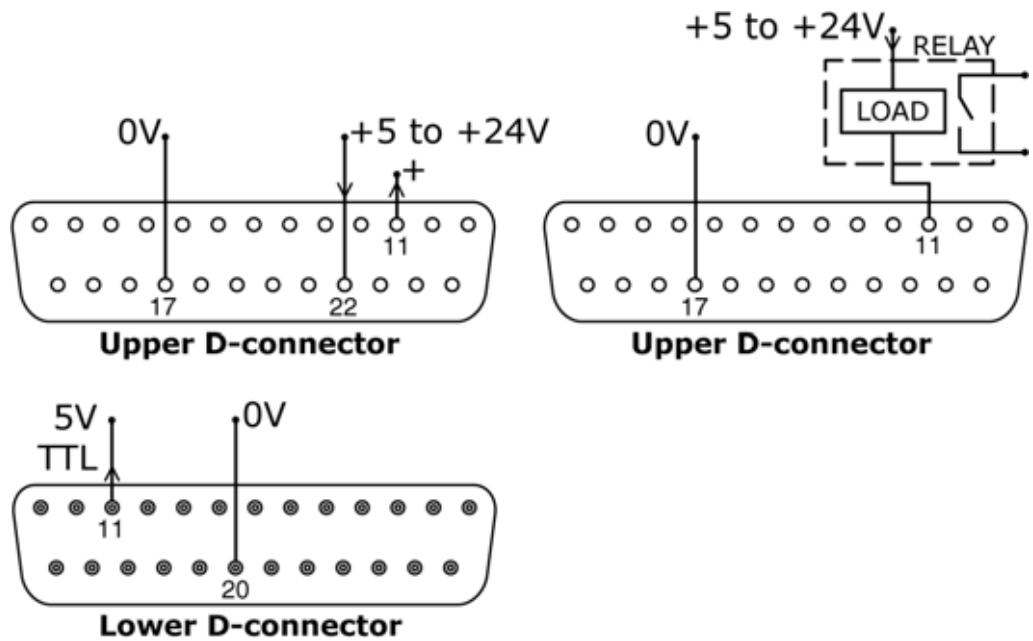 0V
+5 to +24V
+
11
17
22
Upper D-connector
+5 to +24V
RELAY
LOAD
0V
11
17
Upper D-connector
5V
0V
TTL
11
20
Lower D-connector